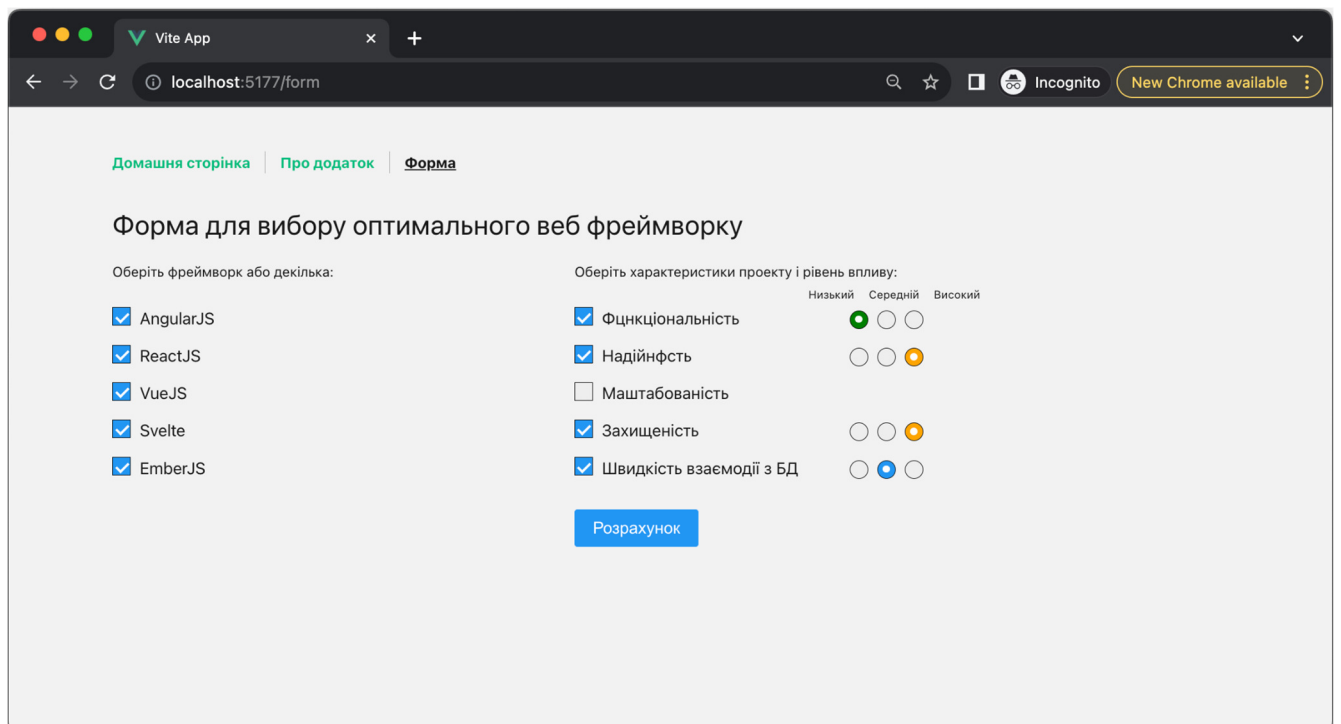 Vite App
localhost:5177/form
Incognito
New Chrome available
Домашня сторінка
Про додаток
Форма
Форма для вибору оптимального веб фреймворку
Оберіть фреймворк або декілька:
AngularJS
ReactJS
VueJS
Svelte
EmberJS
Оберіть характеристики проекту і рівень впливу:
Низький Середній Високий
Фцнкціональність
Надійнфсть
Маштабованість
Захищеність
Швидкість взаємодії з БД
Розрахунок